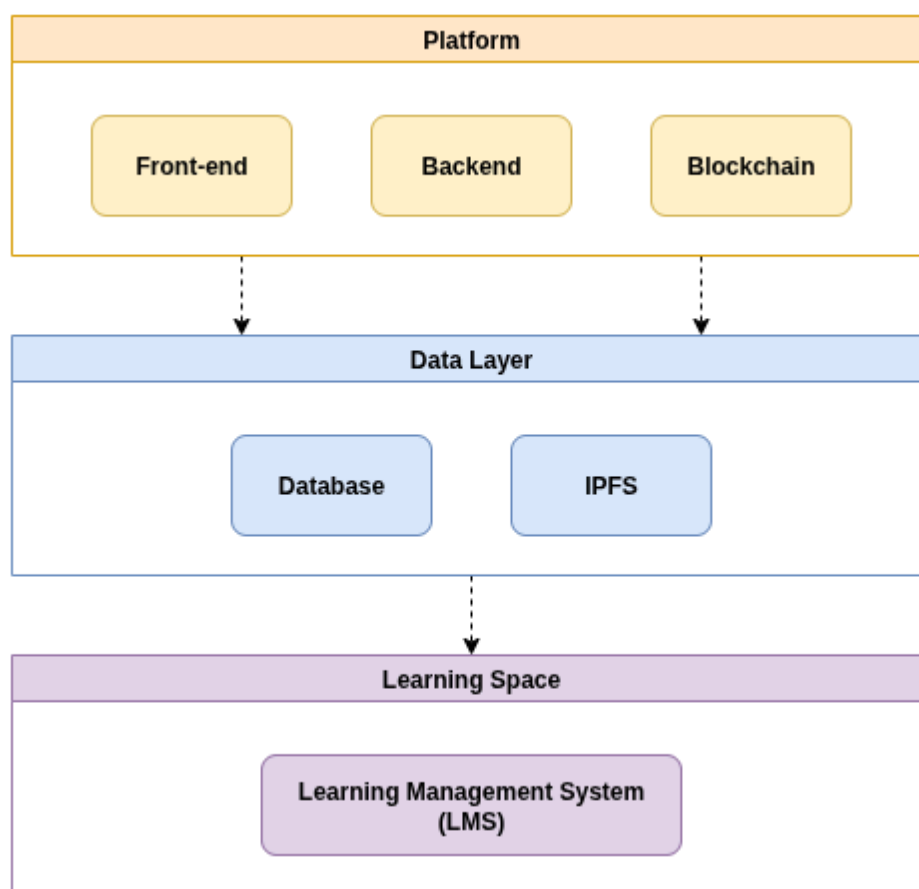 Platform
Front-end
Backend
Blockchain
Data Layer
Database
IPFS
Learning Space
Learning Management System
(LMS)